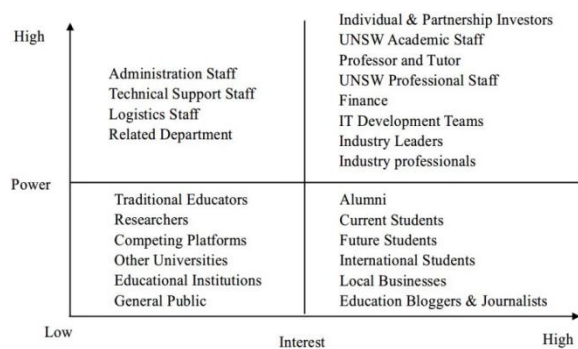 High
Individual & Partnership Investors
UNSW Academic Staff
Professor and Tutor
UNSW Professional Staff
Finance
IT Development Teams
Industry Leaders
Industry professionals
Administration Staff
Technical Support Staff
Logistics Staff
Related Department
Power
Traditional Educators
Researchers
Competing Platforms
Other Universities
Educational Institutions
General Public
Alumni
Current Students
Future Students
International Students
Local Businesses
Education Bloggers & Journalists
Low
Interest
High